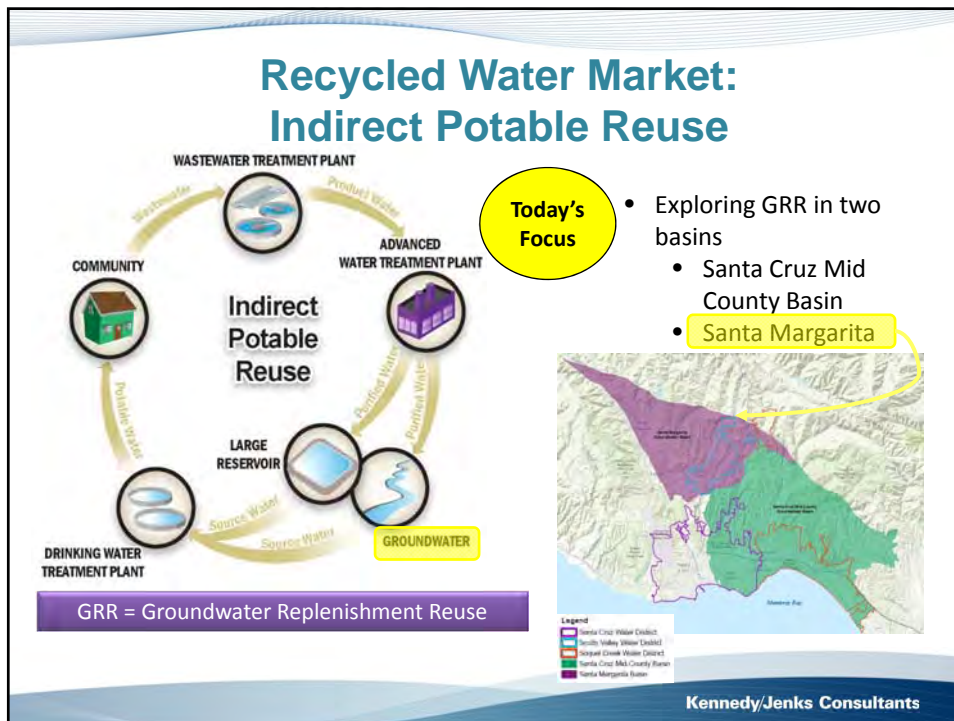 Recycled Water Market:
Indirect Potable Reuse
WASTEWATER TREATMENT PLANT
Wastewater
Product Water
COMMUNITY
ADVANCED
WATER TREATMENT PLANT
Indirect
Potable
Reuse
Potable Water
Purified Water
Purified Water
LARGE
RESERVOIR
Source Water
Source Water
GROUNDWATER
DRINKING WATER
TREATMENT PLANT
GRR = Groundwater Replenishment Reuse
Today's
Focus
• Exploring GRR in two
basins
• Santa Cruz Mid
County Basin
• Santa Margarita
Monterey Bay
Legend
Santa Cruz Water District
Scotts Valley Water District
Soquel Creek Water District
Santa Cruz Mid-County Basin
Santa Margarita Basin
Kennedy/Jenks Consultants